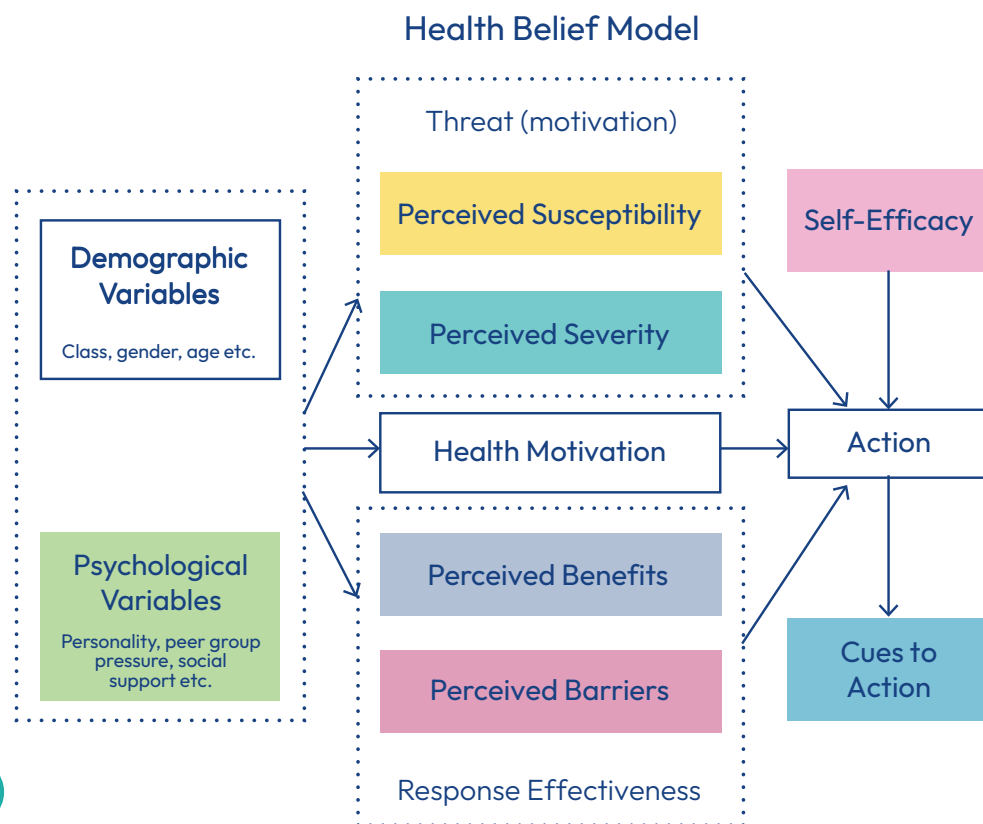 Health Belief Model
Threat (motivation)
Perceived Susceptibility
Perceived Severity
Demographic
Variables
Class, gender, age etc.
Psychological
Variables
Personality, peer group
pressure, social
support etc.
Health Motivation
Perceived Benefits
Perceived Barriers
Response Effectiveness
Self-Efficacy
Action
Cues to
Action